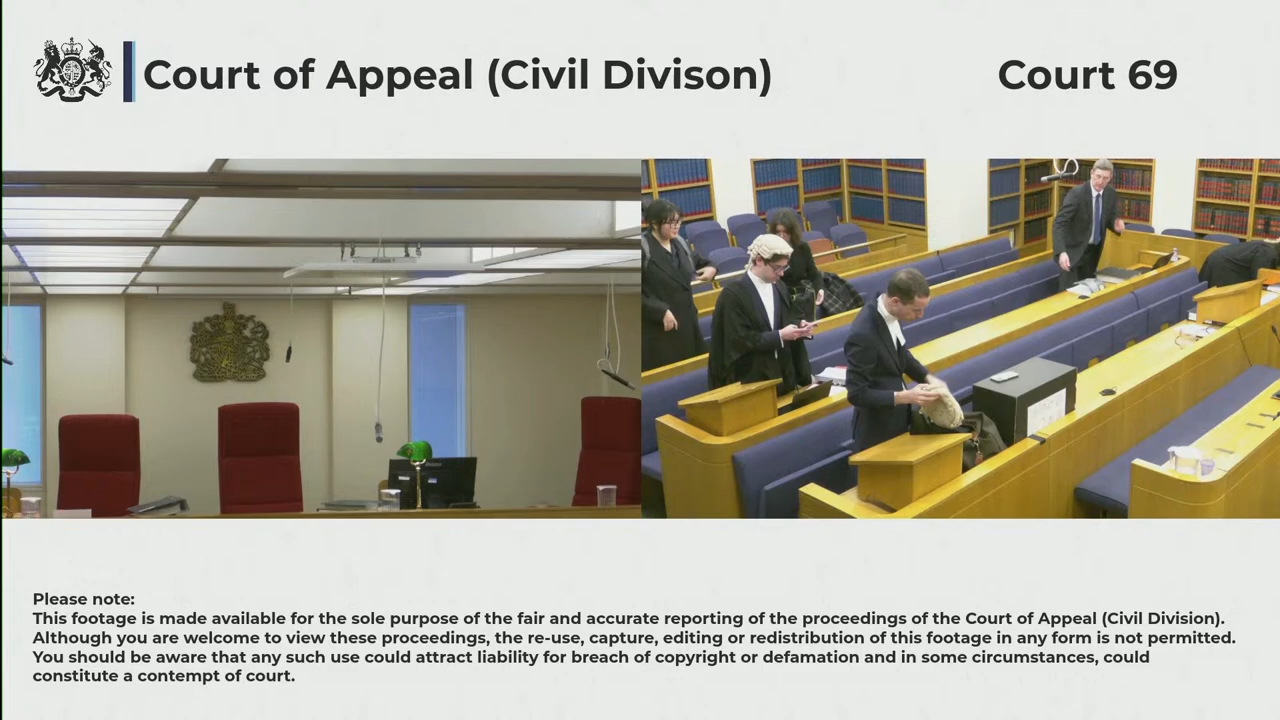 Court of Appeal (Civil Divison)
Court 69
Please note:
This footage is made available for the sole purpose of the fair and accurate reporting of the proceedings of the Court of Appeal (Civil Division).
Although you are welcome to view these proceedings, the re-use, capture, editing or redistribution of this footage in any form is not permitted.
You should be aware that any such use could attract liability for breach of copyright or defamation and in some circumstances, could
constitute a contempt of court.